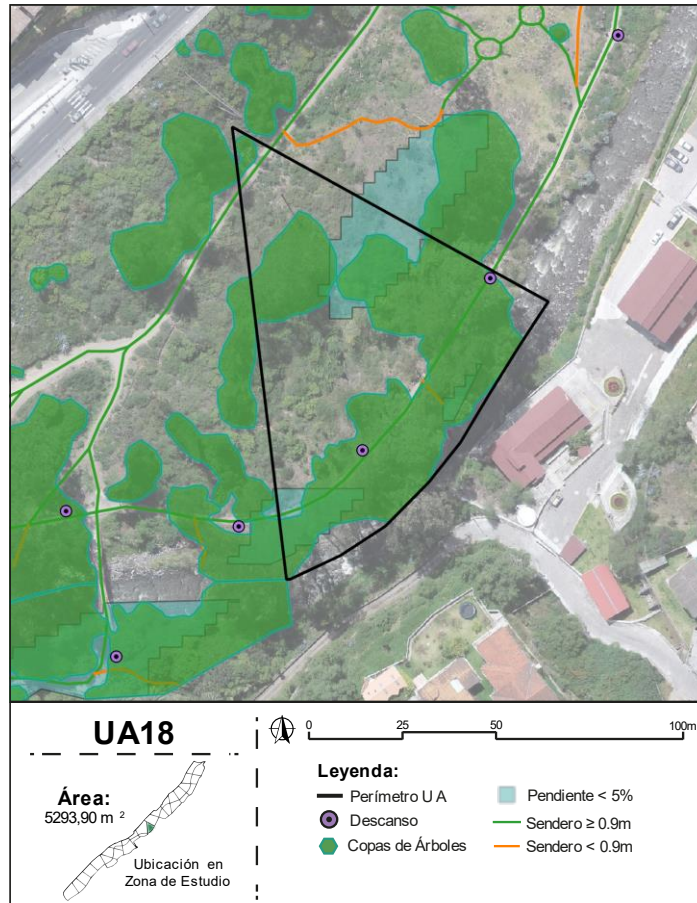 UA18
Área:
5293,90 m ²
Ubicación en
Zona de Estudio
0 25 50 100m
Leyenda:
Perímetro U A
Descanso
Copas de Árboles
Pendiente < 5%
Sendero ≥ 0.9m
Sendero < 0.9m